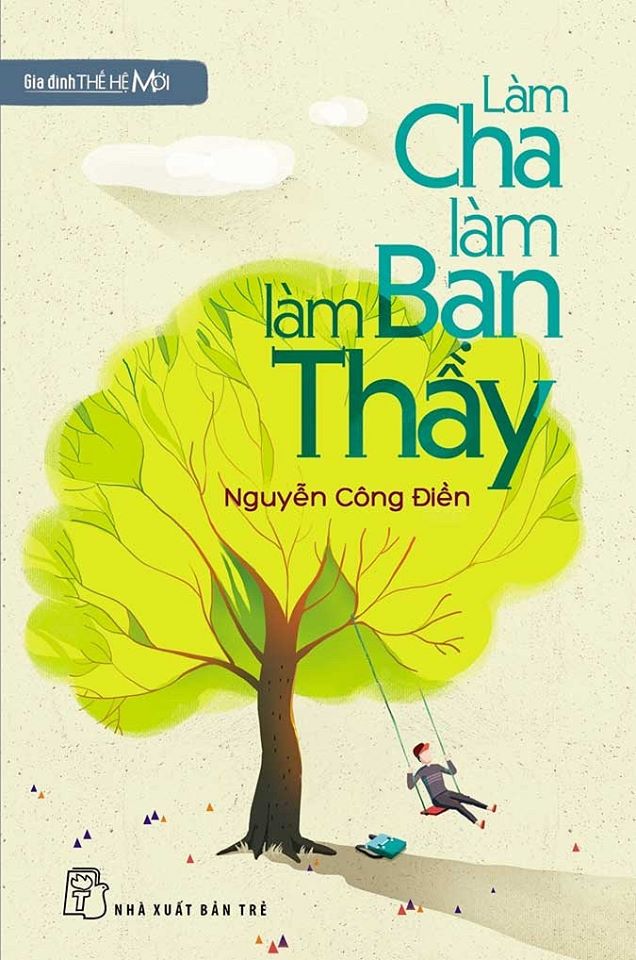 Gia đình THẾ HỆ MỚI
Làm
Cha
làm
làm Bạn
Thầy
Nguyễn Công Điền
T
NHÀ XUẤT BẢN TRẺ